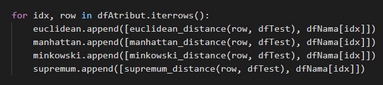 for idx, row in dfAtribut.iterrows():
    euclidean.append([euclidean_distance(row, dfTest), dfNama[idx]])
    manhattan.append([manhattan_distance(row, dfTest), dfNama[idx]])
    minkowski.append([minkowski_distance(row, dfTest), dfNama[idx]])
    supremum.append([supremum_distance(row, dfTest), dfNama[idx]])